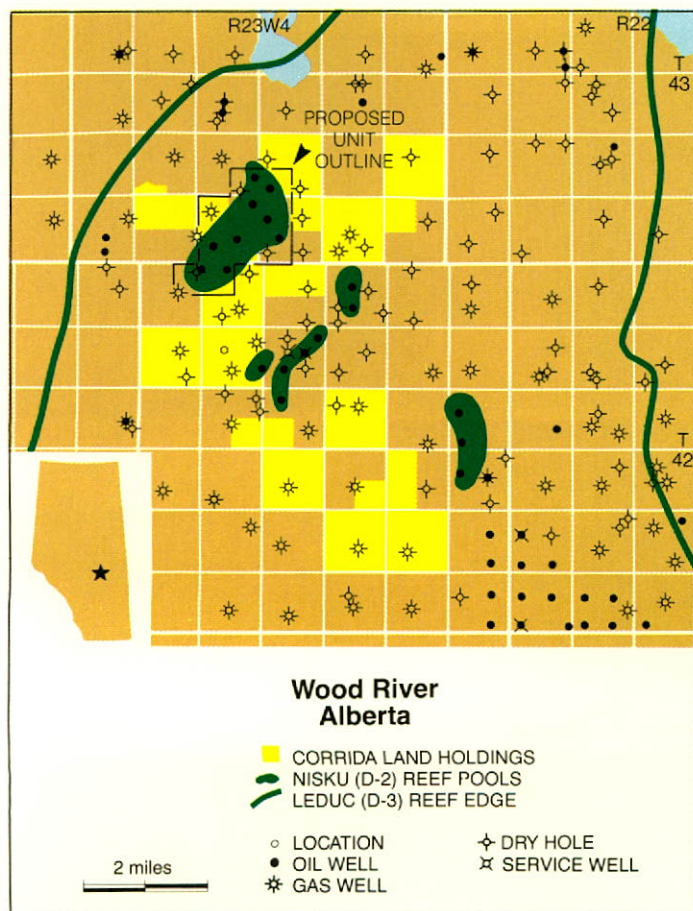 R23W4
R22
T
43
PROPOSED
UNIT
OUTLINE
T
42
Wood River
Alberta
CORRIDA LAND HOLDINGS
NISKU (D-2) REEF POOLS
LEDUC (D-3) REEF EDGE
LOCATION
DRY HOLE
OIL WELL
SERVICE WELL
GAS WELL
2 miles